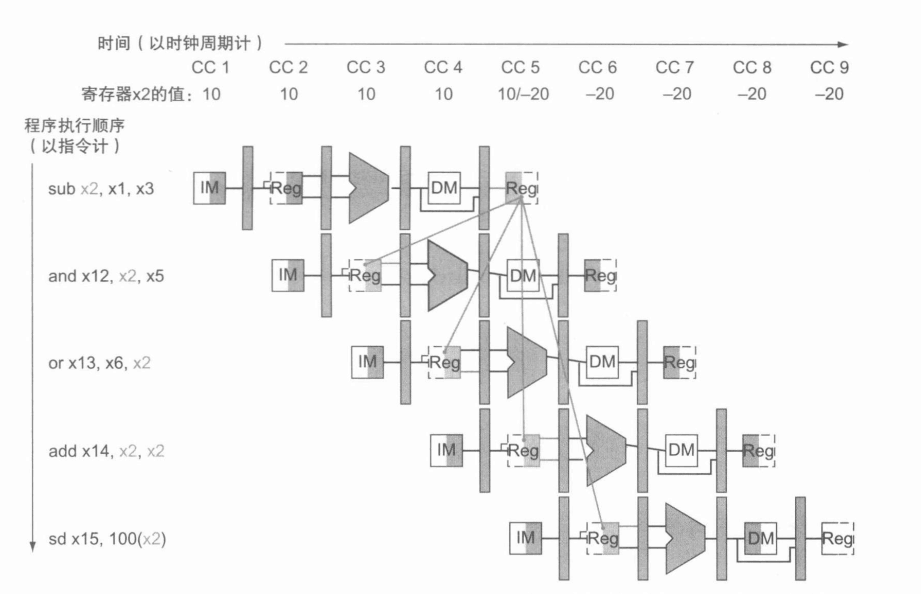 时间（以时钟周期计）
CC 1 CC 2 CC 3 CC 4 CC 5 CC 6 CC 7 CC 8 CC 9
寄存器x2的值：10 10 10 10 10/–20 –20 –20 –20 –20
程序执行顺序
（以指令计）
sub x2, x1, x3 IM Reg DM Reg
and x12, x2, x5 IM Reg DM Reg
or x13, x6, x2 IM Reg DM Reg
add x14, x2, x2 IM Reg DM Reg
sd x15, 100(x2) IM Reg DM Reg